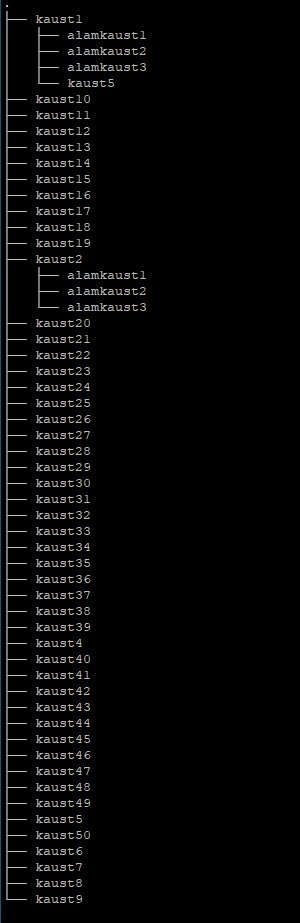 .
├── kaust1
│   ├── alamkaust1
│   ├── alamkaust2
│   ├── alamkaust3
│   └── kaust5
├── kaust10
├── kaust11
├── kaust12
├── kaust13
├── kaust14
├── kaust15
├── kaust16
├── kaust17
├── kaust18
├── kaust19
├── kaust2
│   ├── alamkaust1
│   ├── alamkaust2
│   └── alamkaust3
├── kaust20
├── kaust21
├── kaust22
├── kaust23
├── kaust24
├── kaust25
├── kaust26
├── kaust27
├── kaust28
├── kaust29
├── kaust30
├── kaust31
├── kaust32
├── kaust33
├── kaust34
├── kaust35
├── kaust36
├── kaust37
├── kaust38
├── kaust39
├── kaust4
├── kaust40
├── kaust41
├── kaust42
├── kaust43
├── kaust44
├── kaust45
├── kaust46
├── kaust47
├── kaust48
├── kaust49
├── kaust5
├── kaust50
├── kaust6
├── kaust7
├── kaust8
└── kaust9